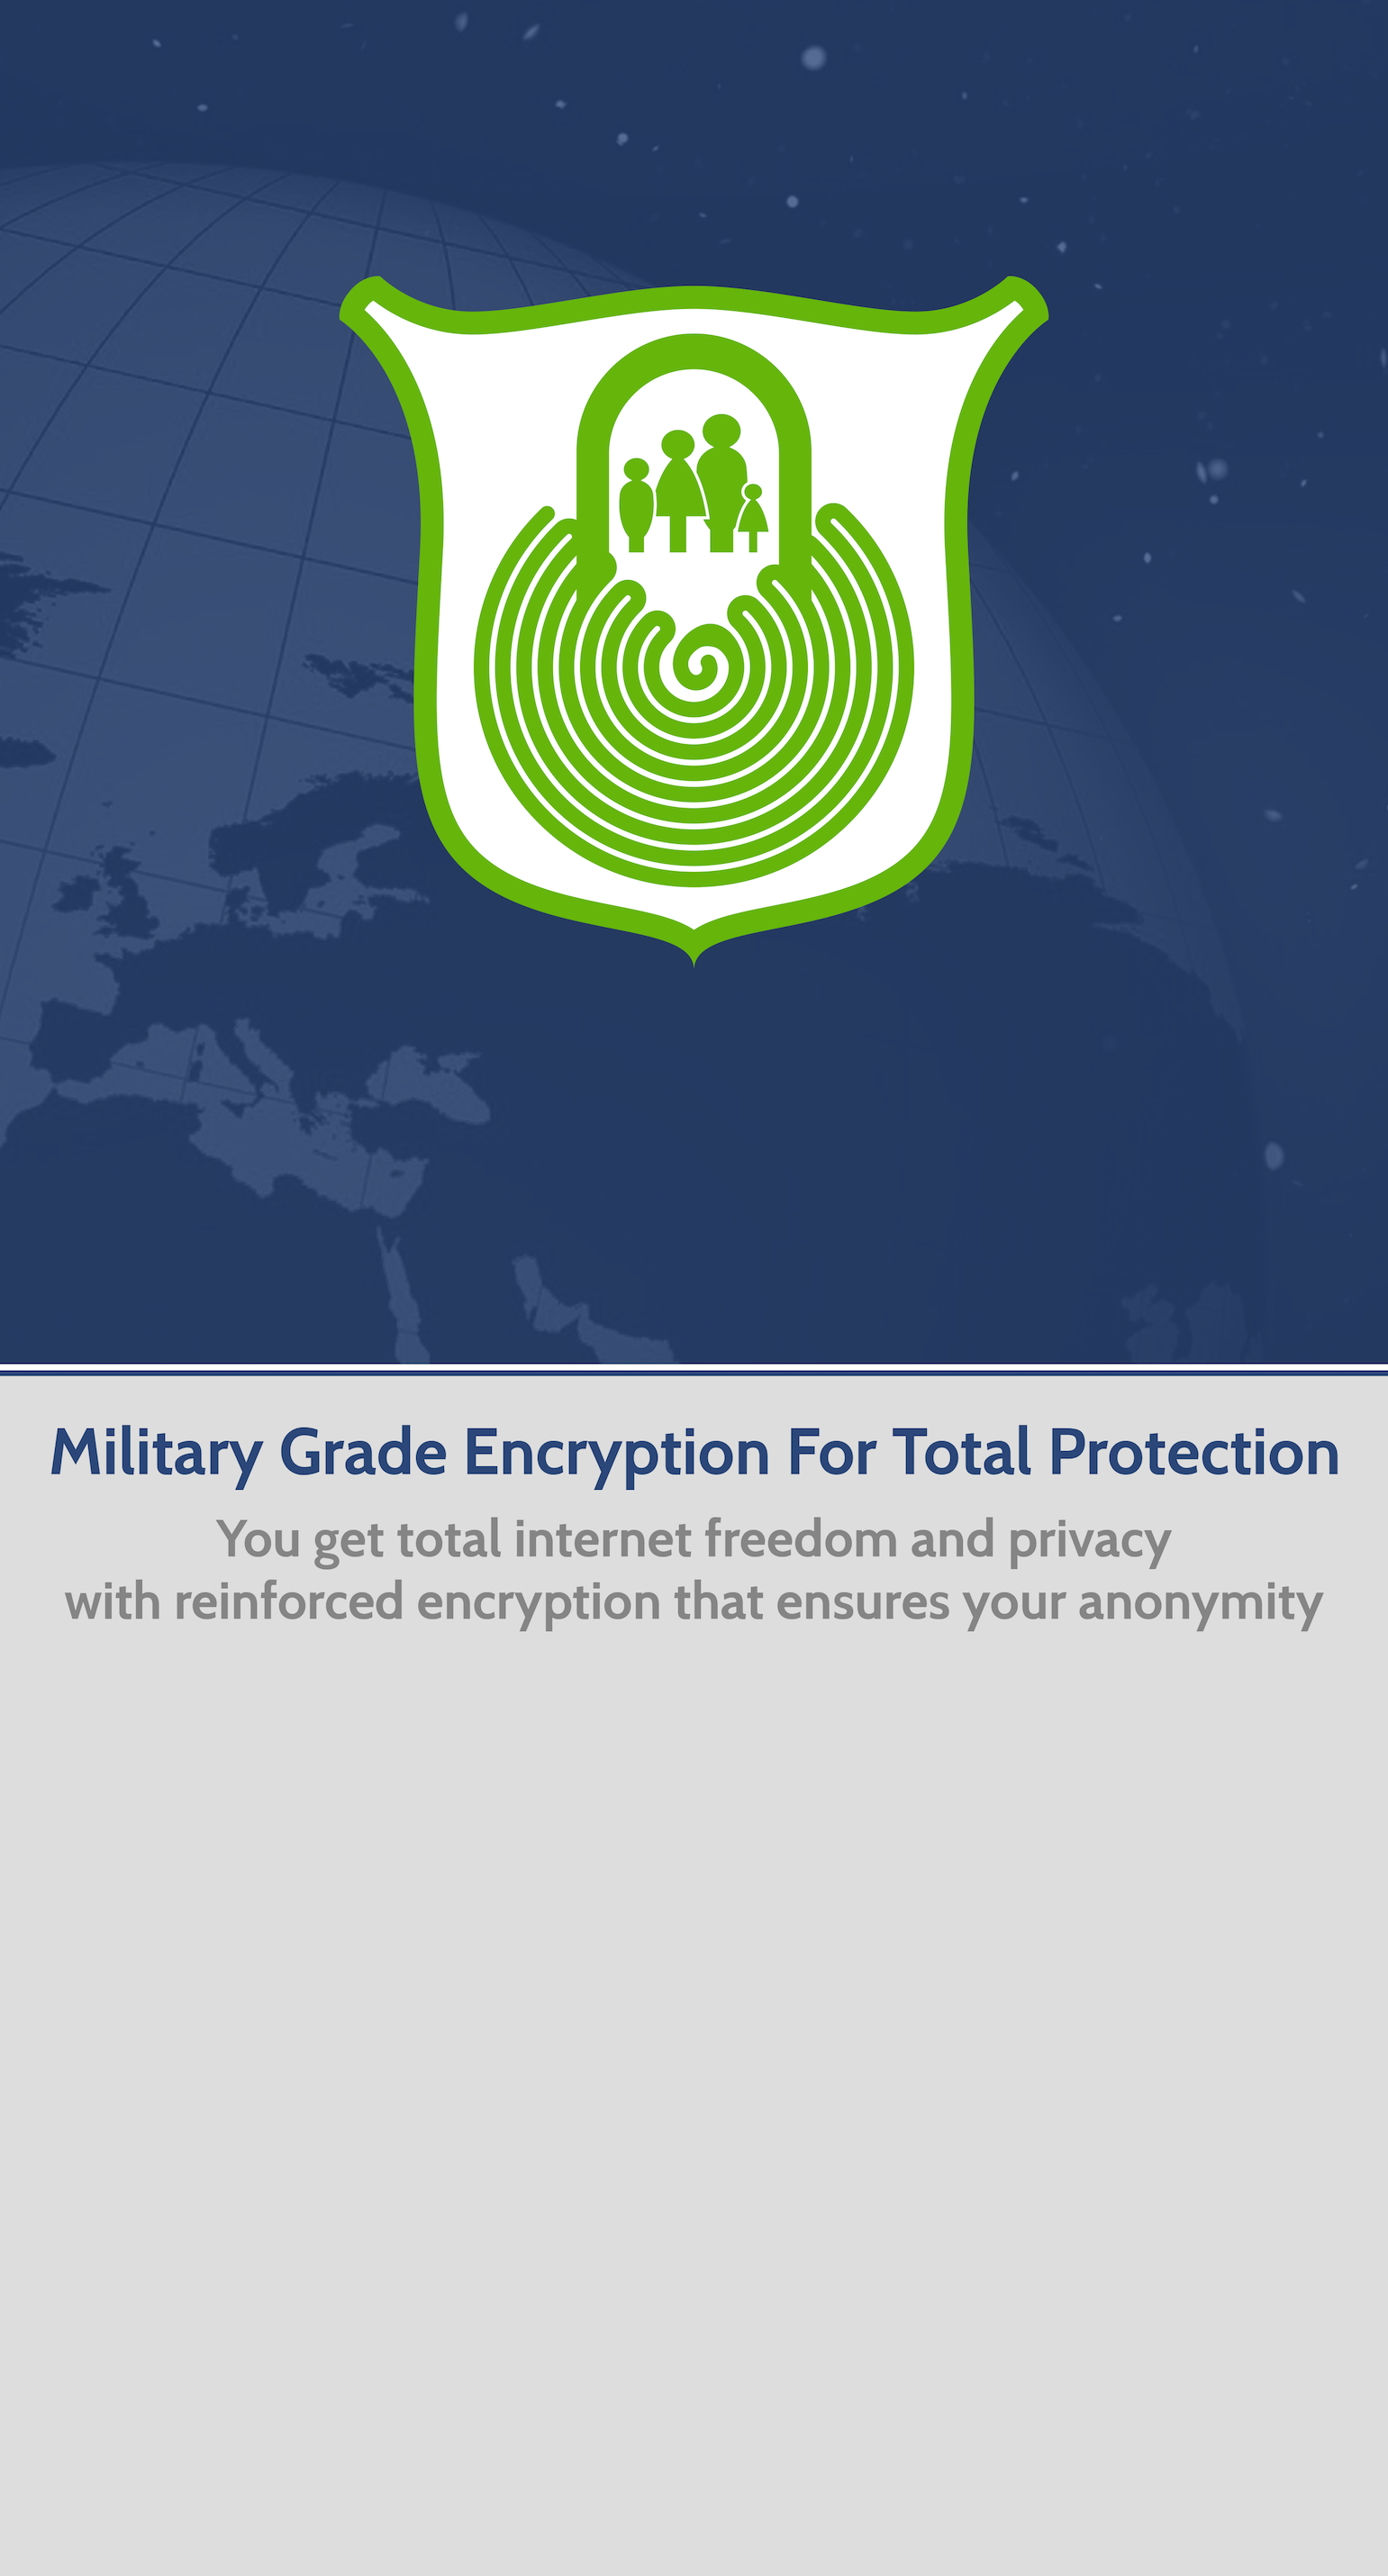 Military Grade Encryption For Total Protection
You get total internet freedom and privacy
with reinforced encryption that ensures your anonymity